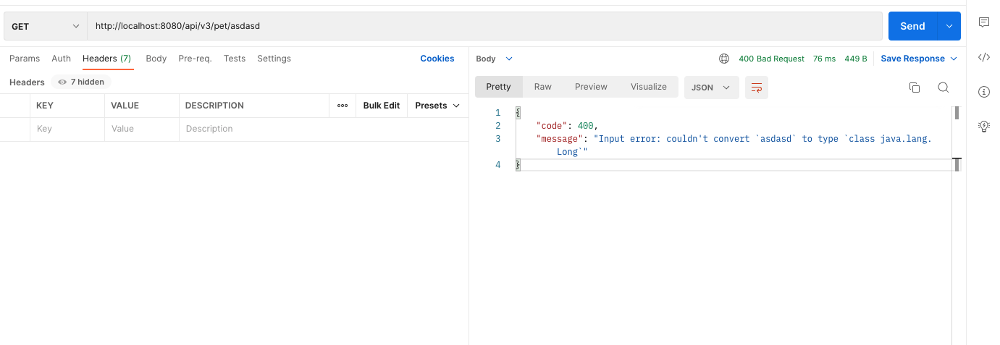 GET http://localhost:8080/api/v3/pet/asdasd Send
Params Auth Headers (7) Body Pre-req. Tests Settings Cookies
Headers 7 hidden
KEY VALUE DESCRIPTION ooo Bulk Edit Presets
Key Value Description
Body 400 Bad Request 76 ms 449 B Save Response
Pretty Raw Preview Visualize JSON
1 {
2 "code": 400,
3 "message": "Input error: couldn't convert `asdasd` to type `class java.lang.
Long`"
4 }